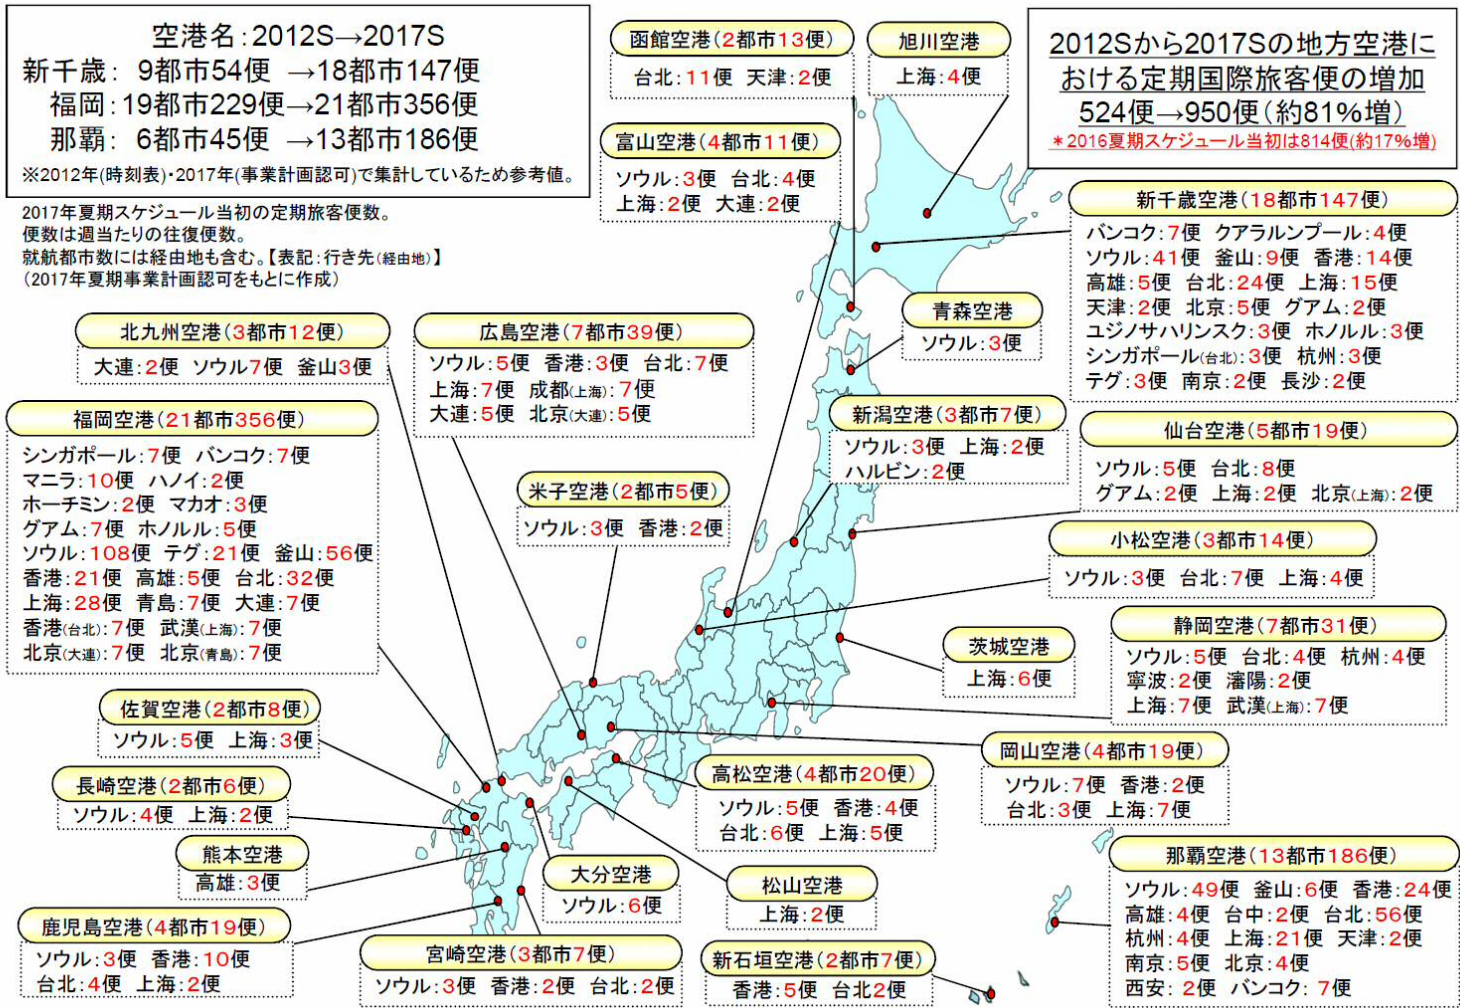 空港名:2012S→2017S
新千歳: 9都市54便 →18都市147便
福岡:19都市229便→21都市356便
那覇: 6都市45便 →13都市186便
※2012年(時刻表)・2017年(事業計画認可)で集計しているため参考値。
2017年夏期スケジュール当初の定期旅客便数。
便数は週当たりの往復便数。
就航都市数には経由地も含む。【表記:行き先(経由地)】
(2017年夏期事業計画認可をもとに作成)
2012Sから2017Sの地方空港に
おける定期国際旅客便の増加
524便→950便(約81%増)
*2016夏期スケジュール当初は814便(約17%増)
函館空港(2都市13便)
台北:11便 天津:2便
旭川空港
上海:4便
富山空港(4都市11便)
ソウル:3便 台北:4便
上海:2便 大連:2便
新千歳空港(18都市147便)
バンコク:7便 クアラルンプール:4便
ソウル:41便 釜山:9便 香港:14便
高雄:5便 台北:24便 上海:15便
天津:2便 北京:5便 グアム:2便
ユジノサハリンスク:3便 ホノルル:3便
シンガポール(台北):3便 杭州:3便
テグ:3便 南京:2便 長沙:2便
青森空港
ソウル:3便
北九州空港(3都市12便)
大連:2便 ソウル7便 釜山3便
広島空港(7都市39便)
ソウル:5便 香港:3便 台北:7便
上海:7便 成都(上海):7便
大連:5便 北京(大連):5便
福岡空港(21都市356便)
シンガポール:7便 バンコク:7便
マニラ:10便 ハノイ:2便
ホーチミン:2便 マカオ:3便
グアム:7便 ホノルル:5便
ソウル:108便 テグ:21便 釜山:56便
香港:21便 高雄:5便 台北:32便
上海:28便 青島:7便 大連:7便
香港(台北):7便 武漢(上海):7便
北京(大連):7便 北京(青島):7便
新潟空港(3都市7便)
ソウル:3便 上海:2便
ハルビン:2便
仙台空港(5都市19便)
ソウル:5便 台北:8便
グアム:2便 上海:2便 北京(上海):2便
米子空港(2都市5便)
ソウル:3便 香港:2便
小松空港(3都市14便)
ソウル:3便 台北:7便 上海:4便
茨城空港
上海:6便
静岡空港(7都市31便)
ソウル:5便 台北:4便 杭州:4便
寧波:2便 瀋陽:2便
上海:7便 武漢(上海):7便
佐賀空港(2都市8便)
ソウル:5便 上海:3便
長崎空港(2都市6便)
ソウル:4便 上海:2便
熊本空港
高雄:3便
鹿児島空港(4都市19便)
ソウル:3便 香港:10便
台北:4便 上海:2便
大分空港
ソウル:6便
宮崎空港(3都市7便)
ソウル:3便 香港:2便 台北:2便
高松空港(4都市20便)
ソウル:5便 香港:4便
台北:6便 上海:5便
岡山空港(4都市19便)
ソウル:7便 香港:2便
台北:3便 上海:7便
松山空港
上海:2便
新石垣空港(2都市7便)
香港:5便 台北2便
那覇空港(13都市186便)
ソウル:49便 釜山:6便 香港:24便
高雄:4便 台中:2便 台北:56便
杭州:4便 上海:21便 天津:2便
南京:5便 北京:4便
西安:2便 バンコク:7便